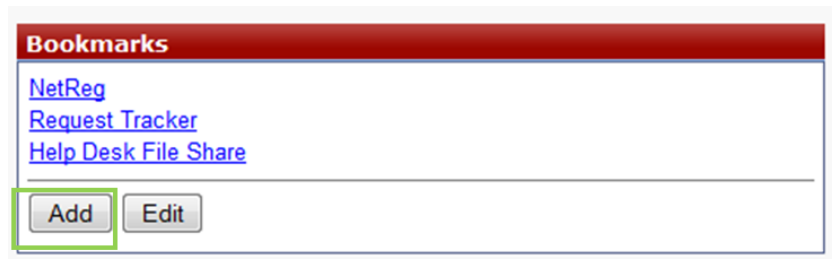 Bookmarks
NetReg
Request Tracker
Help Desk File Share
Add Edit